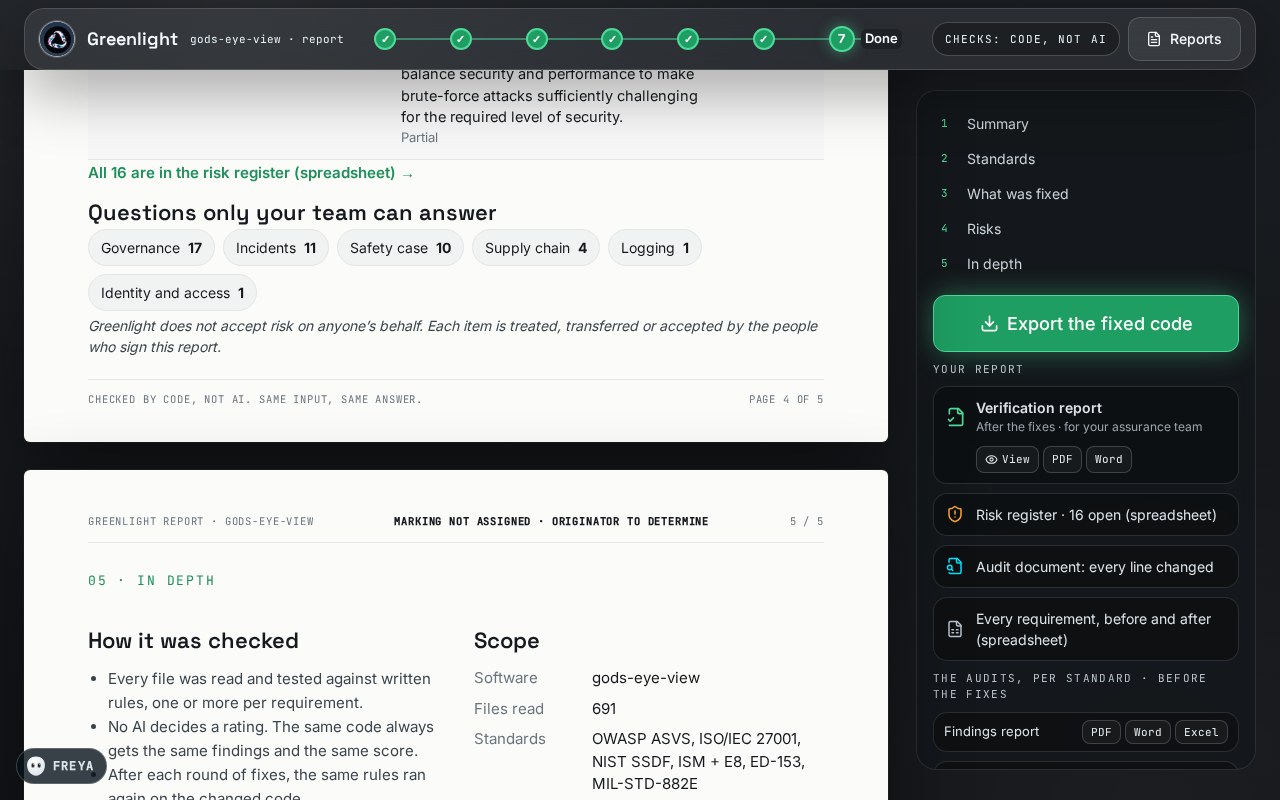 Greenlight
gods-eye-view · report
7 Done
CHECKS: CODE, NOT AI
Reports
balance security and performance to make
brute-force attacks sufficiently challenging
for the required level of security.
Partial
All 16 are in the risk register (spreadsheet) →
Questions only your team can answer
Governance 17
Incidents 11
Safety case 10
Supply chain 4
Logging 1
Identity and access 1
Greenlight does not accept risk on anyone's behalf. Each item is treated, transferred or accepted by the people
who sign this report.
CHECKED BY CODE, NOT AI. SAME INPUT, SAME ANSWER.
PAGE 4 OF 5
GREENLIGHT REPORT · GODS-EYE-VIEW
MARKING NOT ASSIGNED · ORIGINATOR TO DETERMINE
5 / 5
05 · IN DEPTH
How it was checked
• Every file was read and tested against written
rules, one or more per requirement.
• No AI decides a rating. The same code always
gets the same findings and the same score.
After each round of fixes, the same rules ran
again on the changed code.
FREYA
Scope
Software gods-eye-view
Files read 691
Standards OWASP ASVS, ISO/IEC 27001,
NIST SSDF, ISM + E8, ED-153,
MIL-STD-882E
1 Summary
2 Standards
3 What was fixed
4 Risks
5 In depth
Export the fixed code
YOUR REPORT
Verification report
After the fixes · for your assurance team
View
PDF
Word
Risk register · 16 open (spreadsheet)
Audit document: every line changed
Every requirement, before and after
(spreadsheet)
THE AUDITS, PER STANDARD · BEFORE
THE FIXES
Findings report
PDF
Word
Excel